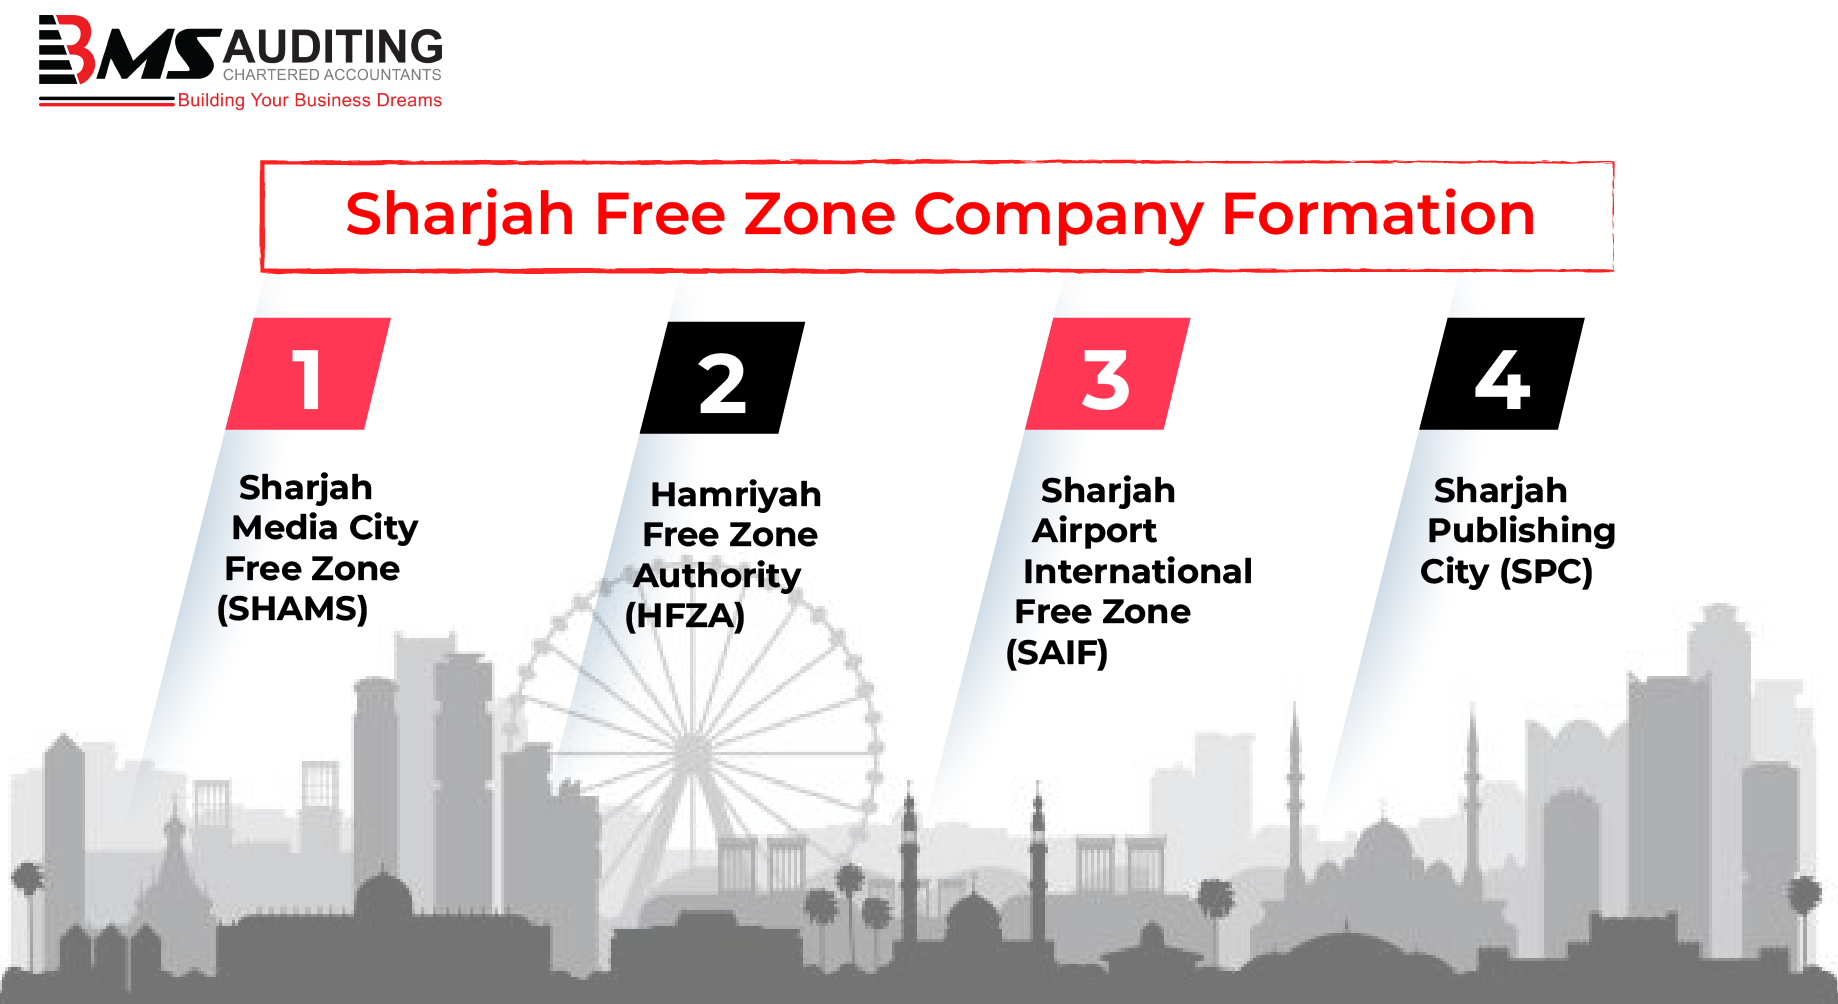 BMS AUDITING
CHARTERED ACCOUNTANTS
Building Your Business Dreams
Sharjah Free Zone Company Formation
1
Sharjah
Media City
Free Zone
(SHAMS)
2
Hamriyah
Free Zone
Authority
(HFZA)
3
Sharjah
Airport
International
Free Zone
(SAIF)
4
Sharjah
Publishing
City (SPC)